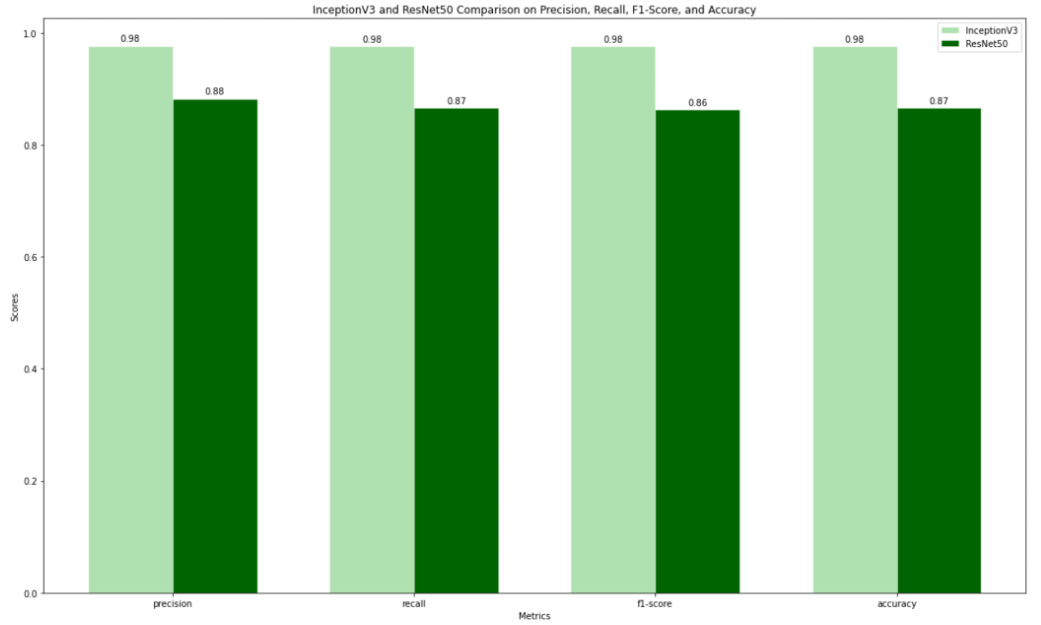 InceptionV3 and ResNet50 Comparison on Precision, Recall, F1-Score, and Accuracy
InceptionV3
ResNet50
0.98
0.88
0.98
0.87
0.98
0.86
0.98
0.87
1.0
0.8
0.6
0.4
0.2
0.0
Scores
precision
recall
f1-score
accuracy
Metrics